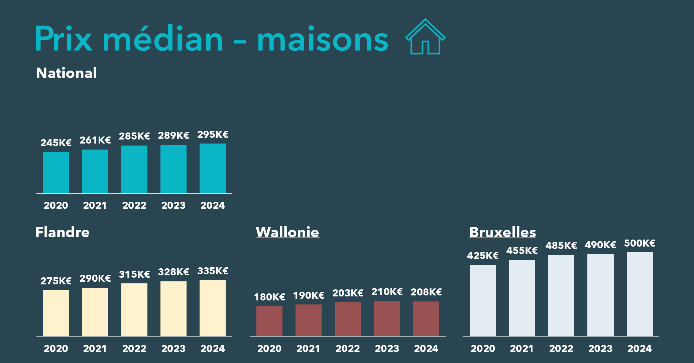 Prix médian – maisons
National
245K€ 261K€ 285K€ 289K€ 295K€
2020 2021 2022 2023 2024
Flandre
275K€ 290K€ 315K€ 328K€ 335K€
2020 2021 2022 2023 2024
Wallonie
180K€ 190K€ 203K€ 210K€ 208K€
2020 2021 2022 2023 2024
Bruxelles
425K€ 455K€ 485K€ 490K€ 500K€
2020 2021 2022 2023 2024